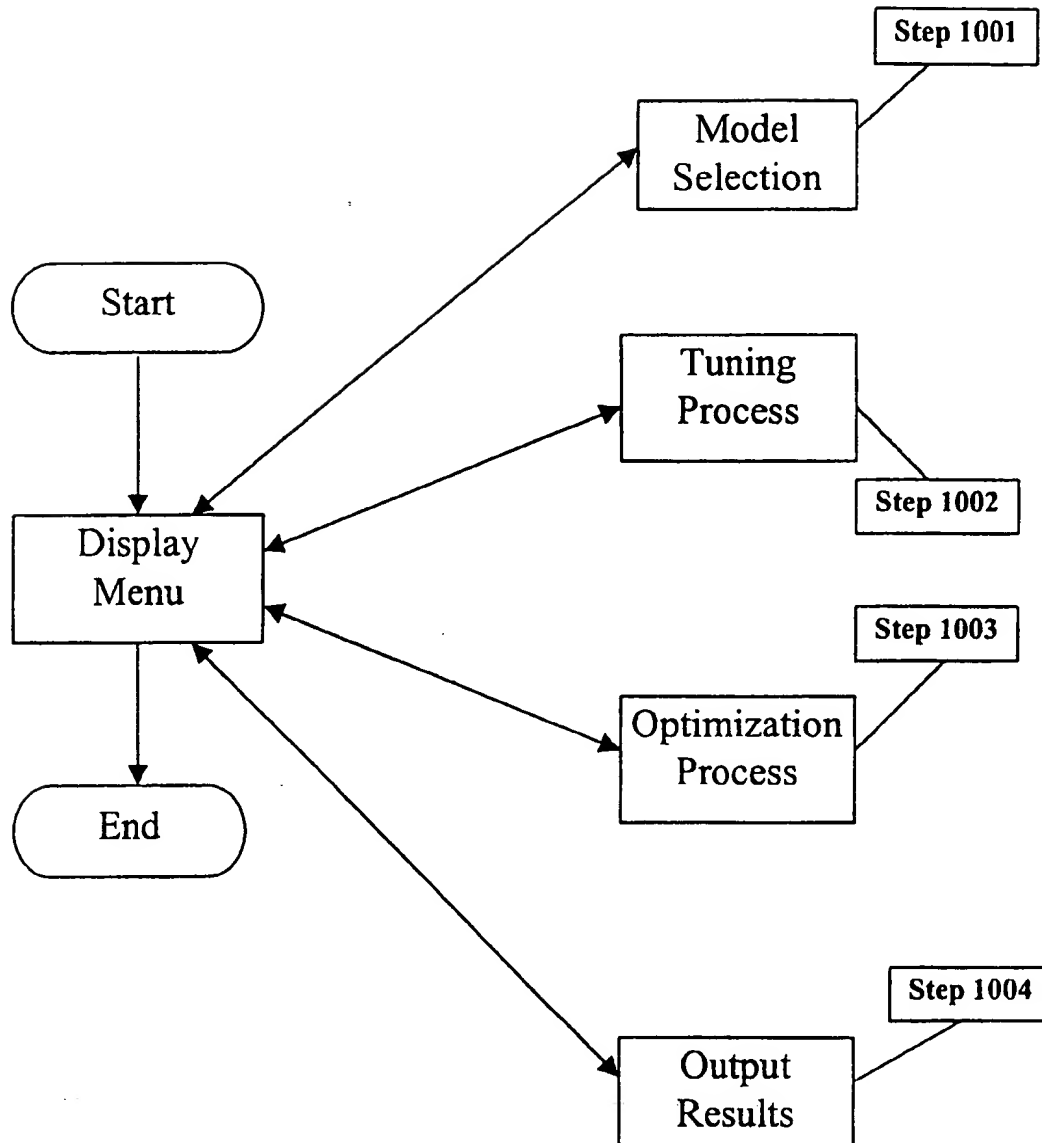 Step 1001
Model
Selection
Start
Tuning
Process
Step 1002
Display
Menu
Step 1003
Optimization
Process
End
Step 1004
Output
Results